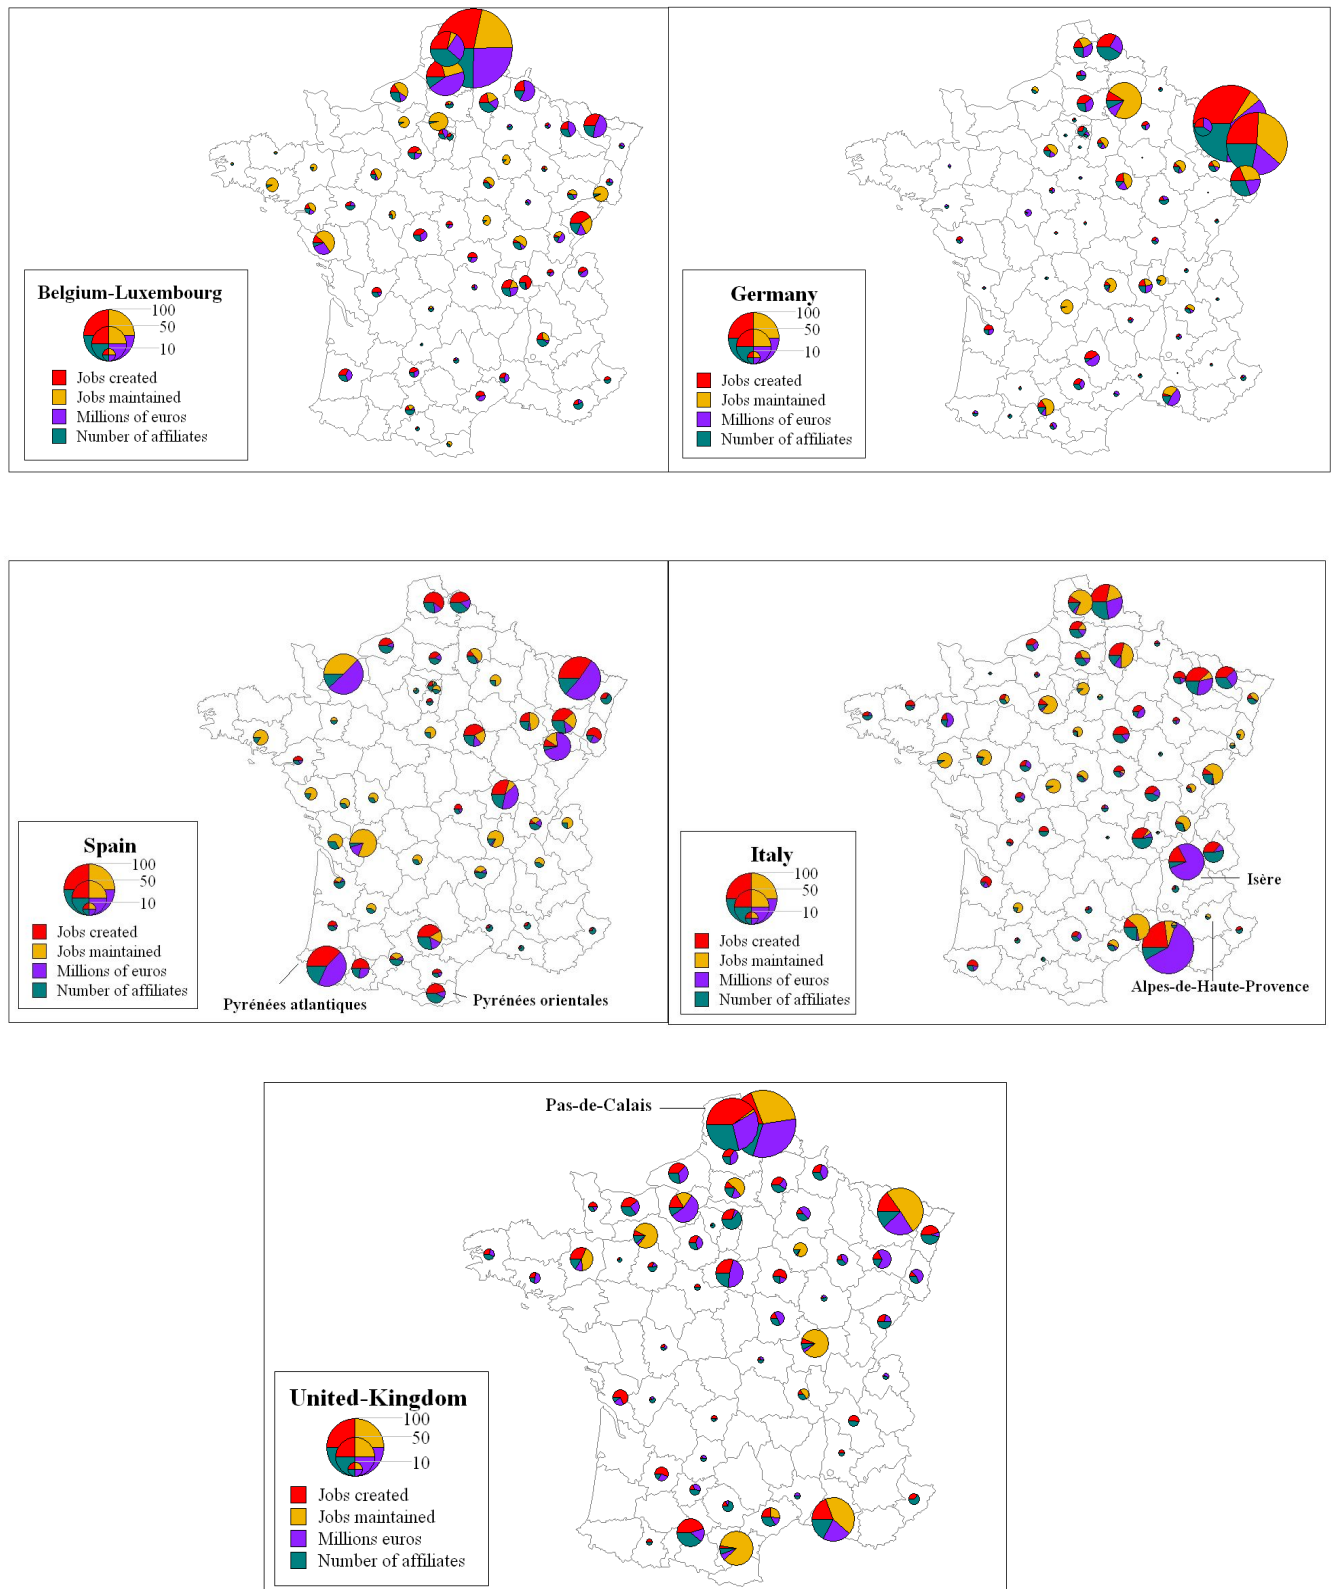 Belgium-Luxembourg
100
50
10
Jobs created
Jobs maintained
Millions of euros
Number of affiliates
Germany
100
50
10
Jobs created
Jobs maintained
Millions of euros
Number of affiliates
Spain
100
50
10
Jobs created
Jobs maintained
Millions of euros
Number of affiliates
Pyrénées atlantiques
Pyrénées orientales
Italy
100
50
10
Jobs created
Jobs maintained
Millions of euros
Number of affiliates
Isère
Alpes-de-Haute-Provence
Pas-de-Calais
United-Kingdom
100
50
10
Jobs created
Jobs maintained
Millions euros
Number of affiliates